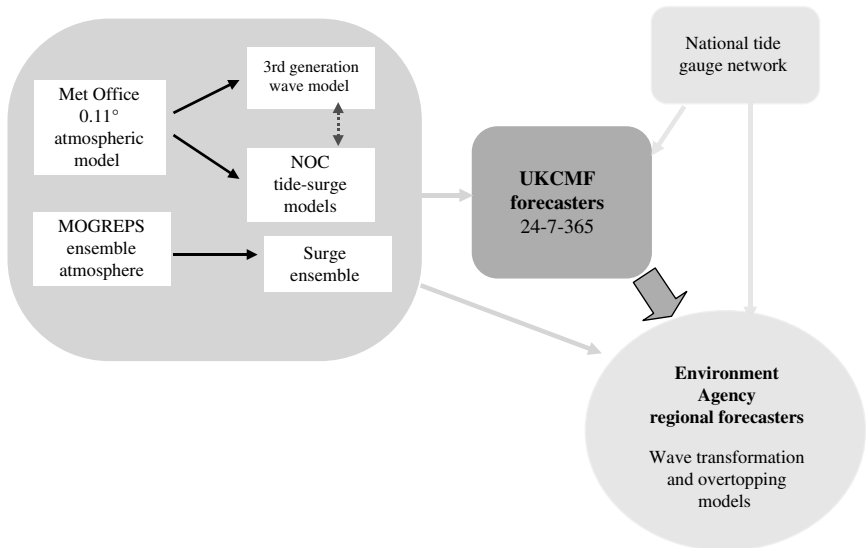 Met Office
0.11°
atmospheric
model
3rd generation
wave model
NOC
tide-surge
models
MOGREPS
ensemble
atmosphere
Surge
ensemble
National tide
gauge network
UKCMF
forecasters
24-7-365
Environment
Agency
regional forecasters
Wave transformation
and overtopping
models